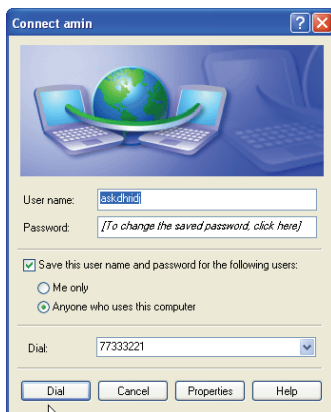 Connect amin
User name: askdhridj
Password: [To change the saved password, click here]
Save this user name and password for the following users:
Me only
Anyone who uses this computer
Dial: 77333221
Dial Cancel Properties Help